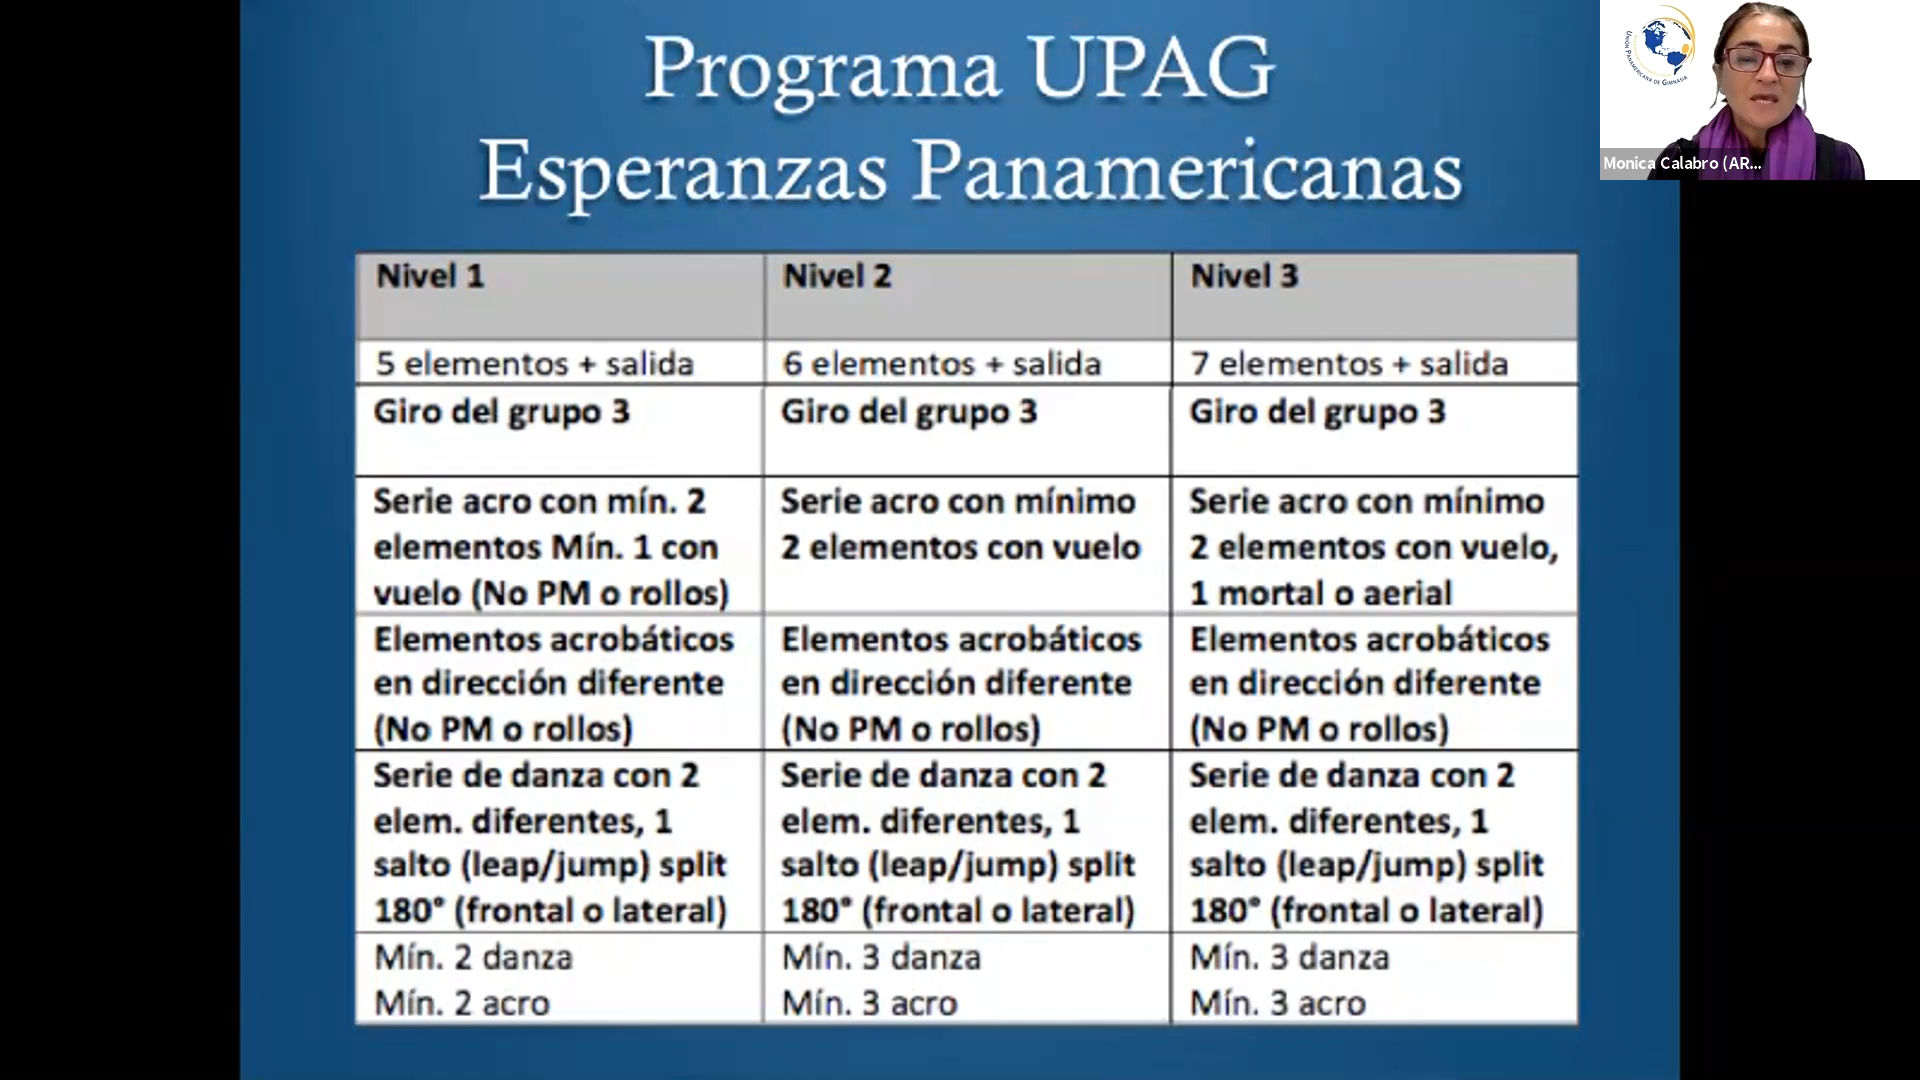 Programa UPAG
Esperanzas Panamericanas
UNIÓN PANAMERICANA DE GIMNASIA
Monica Calabro (AR...
Nivel 1
Nivel 2
Nivel 3
5 elementos + salida
6 elementos + salida
7 elementos + salida
Giro del grupo 3
Giro del grupo 3
Giro del grupo 3
Serie acro con mín. 2
elementos Mín. 1 con
vuelo (No PM o rollos)
Serie acro con mínimo
2 elementos con vuelo
Serie acro con mínimo
2 elementos con vuelo,
1 mortal o aerial
Elementos acrobáticos
en dirección diferente
(No PM o rollos)
Elementos acrobáticos
en dirección diferente
(No PM o rollos)
Elementos acrobáticos
en dirección diferente
(No PM o rollos)
Serie de danza con 2
elem. diferentes, 1
salto (leap/jump) split
180° (frontal o lateral)
Serie de danza con 2
elem. diferentes, 1
salto (leap/jump) split
180° (frontal o lateral)
Serie de danza con 2
elem. diferentes, 1
salto (leap/jump) split
180° (frontal o lateral)
Mín. 2 danza
Mín. 2 acro
Mín. 3 danza
Mín. 3 acro
Mín. 3 danza
Mín. 3 acro